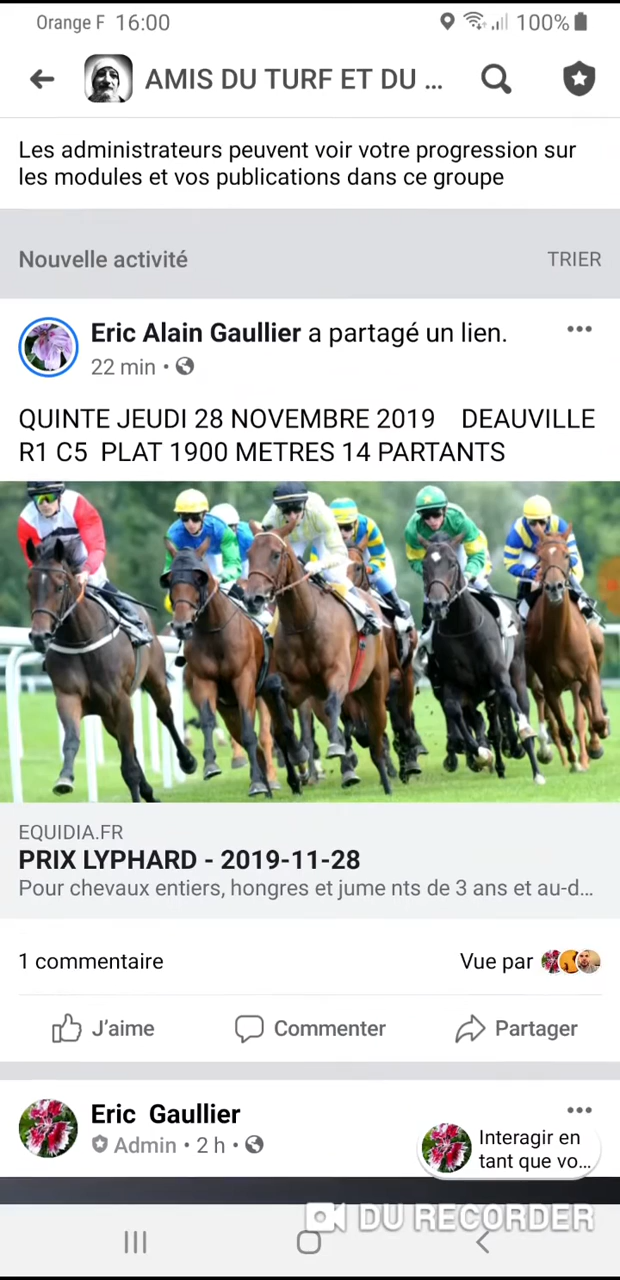 Orange F 16:00 100%
AMIS DU TURF ET DU ...
Les administrateurs peuvent voir votre progression sur
les modules et vos publications dans ce groupe
Nouvelle activité TRIER
Eric Alain Gaullier a partagé un lien.
22 min
QUINTE JEUDI 28 NOVEMBRE 2019 DEAUVILLE
R1 C5 PLAT 1900 METRES 14 PARTANTS
EQUIDIA.FR
PRIX LYPHARD - 2019-11-28
Pour chevaux entiers, hongres et jume nts de 3 ans et au-d...
1 commentaire Vue par
J'aime Commenter Partager
Eric Gaullier
Admin • 2 h •
Interagir en
tant que vo...
DU RECORDER